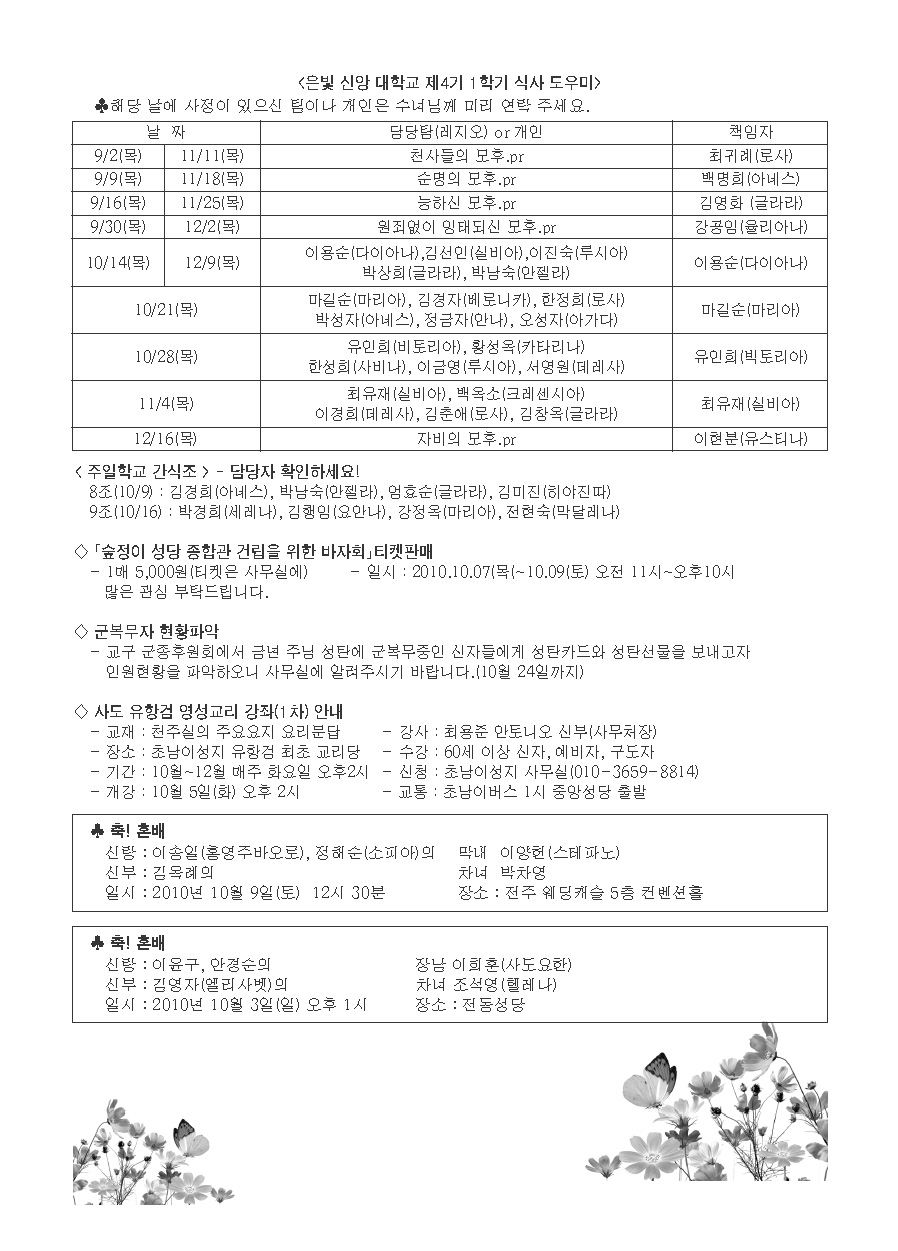 <은빛 신앙 대학교 제4기 1학기 식사 도우미>
♣해당 날에 사정이 있으신 팀이나 개인은 수녀님께 미리 연락 주세요.
날 짜 담당탐(레지오) or 개인 책임자
9/2(목) 11/11(목) 천사들의 모후.pr 최귀례(로사)
9/9(목) 11/18(목) 순명의 모후.pr 백명희(아녜스)
9/16(목) 11/25(목) 능하신 모후.pr 김영화 (글라라)
9/30(목) 12/2(목) 원죄없이 잉태되신 모후.pr 강공임(율리아나)
10/14(목) 12/9(목) 이용순(다이아나),김선인(실비아),이진숙(루시아) 이용순(다이아나)
박상희(글라라), 박남숙(안젤라)
10/21(목) 마길순(마리아), 김경자(베로니카), 한정희(로사) 마길순(마리아)
박성자(아녜스), 정금자(안나), 오성자(아가다)
10/28(목) 유인희(비토리아), 황성옥(카타리나) 유인희(빅토리아)
한성희(사비나), 이금영(루시아), 서영원(데레사)
11/4(목) 최유재(실비아), 백옥소(크레센시아) 최유재(실비아)
이경희(데레사), 김춘애(로사), 김창옥(글라라)
12/16(목) 자비의 모후.pr 이현분(유스티나)
< 주일학교 간식조 > - 담당자 확인하세요!
8조(10/9) : 김경희(아녜스), 박남숙(안젤라), 엄효순(글라라), 김미진(히야진따)
9조(10/16) : 박경희(세레나), 김행임(요안나), 강정옥(마리아), 전현숙(막달레나)
◇ ｢숲정이 성당 종합관 건립을 위한 바자회｣티켓판매
- 1매 5,000원(티켓은 사무실에) - 일시 : 2010.10.07(목(~10.09(토) 오전 11시~오후10시
많은 관심 부탁드립니다.
◇ 군복무자 현황파악
- 교구 군종후원회에서 금년 주님 성탄에 군복무중인 신자들에게 성탄카드와 성탄선물을 보내고자
인원현황을 파악하오니 사무실에 알려주시기 바랍니다.(10월 24일까지)
◇ 사도 유항검 영성교리 강좌(1차) 안내
- 교재 : 천주실의 주요요지 요리문답 - 강사 : 최용준 안토니오 신부(사무처장)
- 장소 : 초남이성지 유항검 최초 교리당 - 수강 : 60세 이상 신자, 예비자, 구도자
- 기간 : 10월~12월 매주 화요일 오후2시 - 신청 : 초남이성지 사무실(010-3659-8814)
- 개강 : 10월 5일(화) 오후 2시 - 교통 : 초남이버스 1시 중앙성당 출발
♣ 축! 혼배
신랑 : 이송일(홍영주바오로), 정해순(소피아)의 막내 이양헌(스테파노)
신부 : 김옥례의 차녀 박차영
일시 : 2010년 10월 9일(토) 12시 30분 장소 : 전주 웨딩캐슬 5층 컨벤션홀
♣ 축! 혼배
신랑 : 이윤구, 안경순의 장남 이희훈(사도요한)
신부 : 김영자(엘리사벳)의 차녀 조석영(헬레나)
일시 : 2010년 10월 3일(일) 오후 1시 장소 : 전동성당